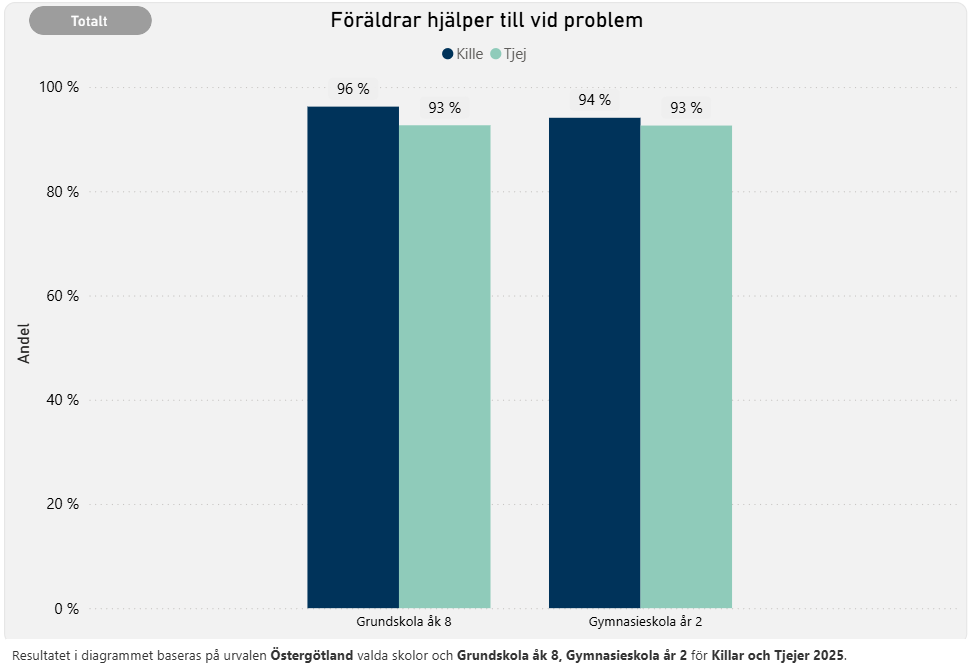 Totalt
Föräldrar hjälper till vid problem
Kille Tjej
100 %
80 %
60 %
40 %
20 %
0 %
Andel
96 %
93 %
94 %
93 %
Grundskola åk 8
Gymnasieskola år 2
Resultatet i diagrammet baseras på urvalen Östergötland valda skolor och Grundskola åk 8, Gymnasieskola år 2 för Killar och Tjejer 2025.